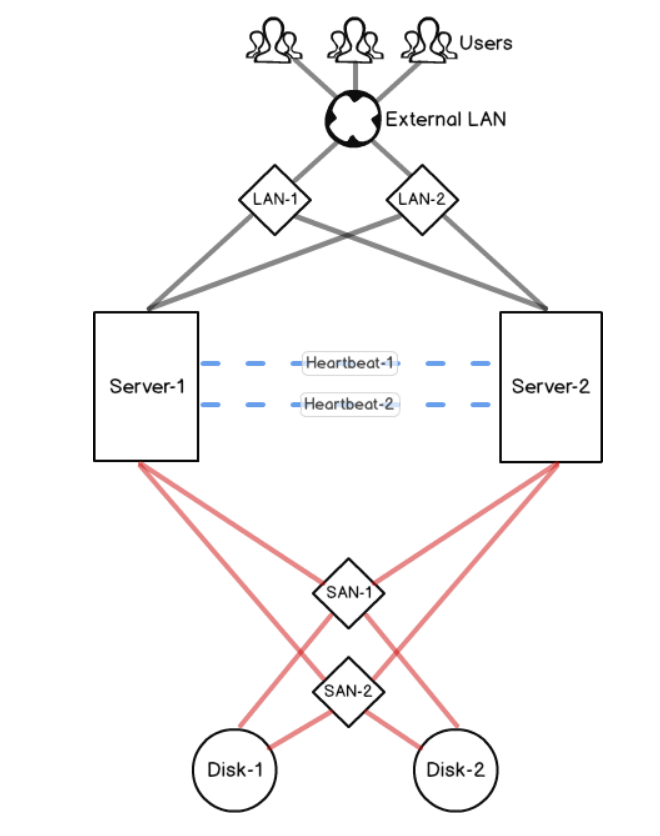 Users
External LAN
LAN-1
LAN-2
Heartbeat-1
Server-1
Server-2
Heartbeat-2
SAN-1
SAN-2
Disk-1
Disk-2